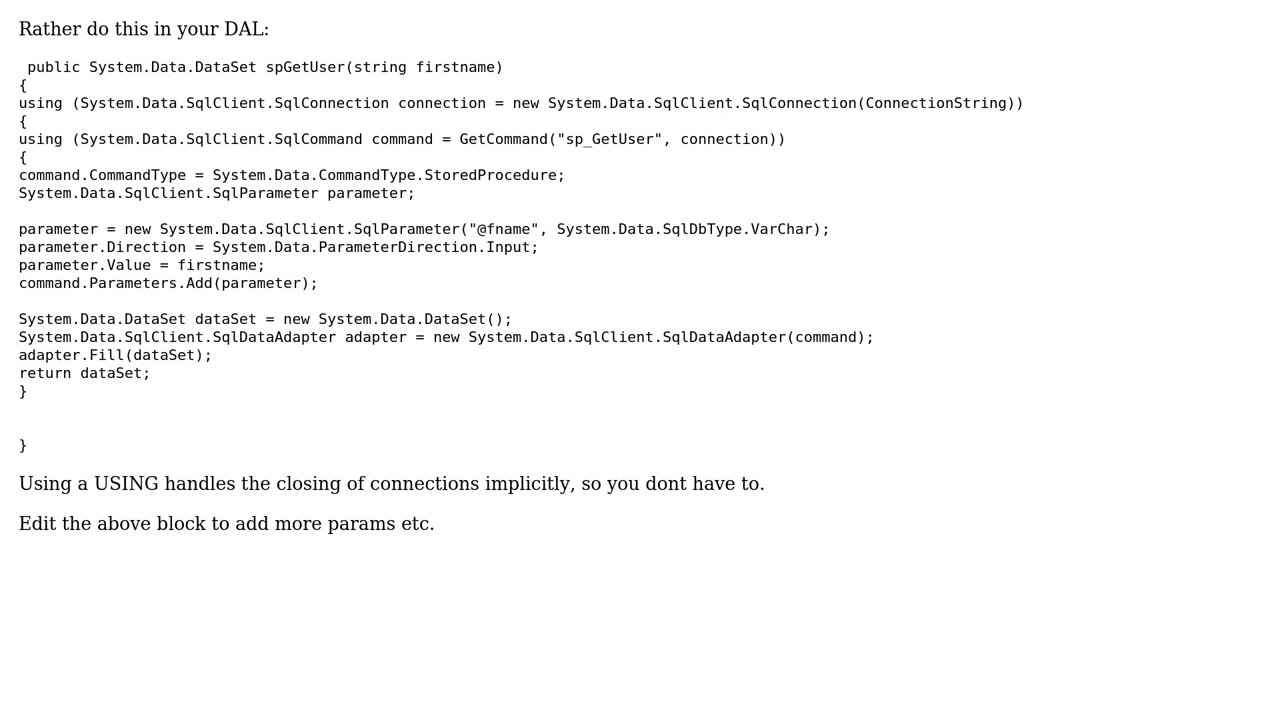 Rather do this in your DAL:
 public System.Data.DataSet spGetUser(string firstname)
{
using (System.Data.SqlClient.SqlConnection connection = new System.Data.SqlClient.SqlConnection(ConnectionString))
{
using (System.Data.SqlClient.SqlCommand command = GetCommand("sp_GetUser", connection))
{
command.CommandType = System.Data.CommandType.StoredProcedure;
System.Data.SqlClient.SqlParameter parameter;

parameter = new System.Data.SqlClient.SqlParameter("@fname", System.Data.SqlDbType.VarChar);
parameter.Direction = System.Data.ParameterDirection.Input;
parameter.Value = firstname;
command.Parameters.Add(parameter);

System.Data.DataSet dataSet = new System.Data.DataSet();
System.Data.SqlClient.SqlDataAdapter adapter = new System.Data.SqlClient.SqlDataAdapter(command);
adapter.Fill(dataSet);
return dataSet;
}


}
Using a USING handles the closing of connections implicitly, so you dont have to.
Edit the above block to add more params etc.